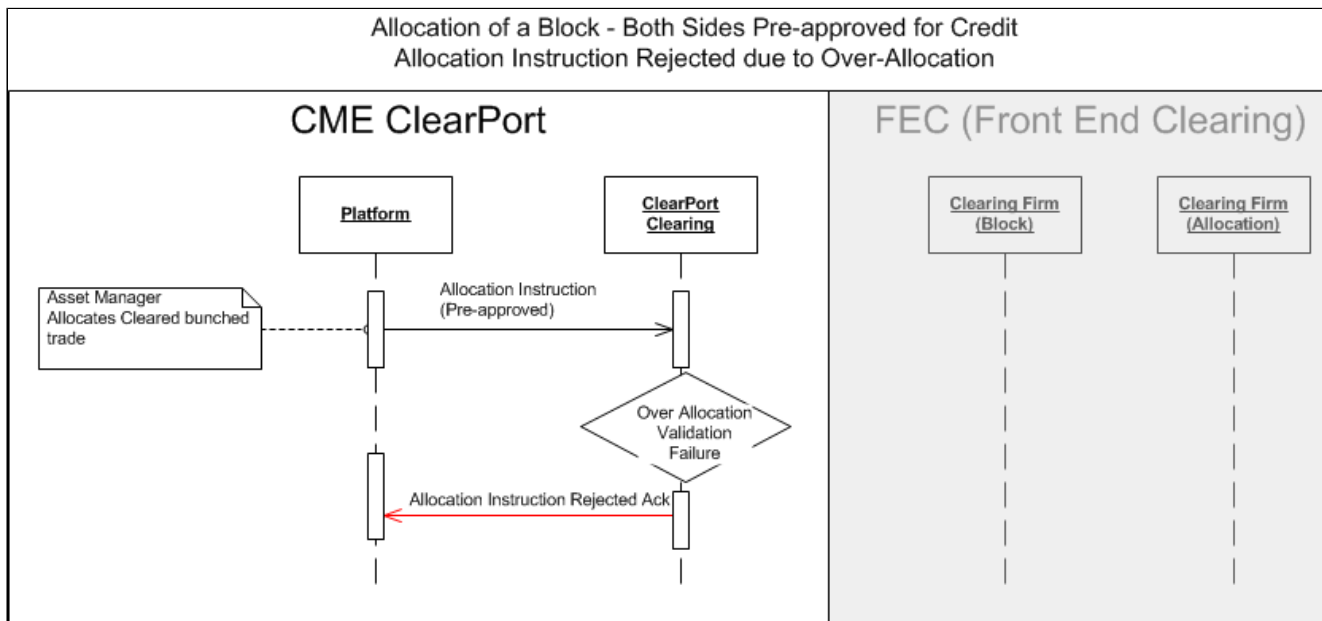 Allocation of a Block - Both Sides Pre-approved for Credit
Allocation Instruction Rejected due to Over-Allocation
CME ClearPort
FEC (Front End Clearing)
Platform
ClearPort
Clearing
Clearing Firm
(Block)
Clearing Firm
(Allocation)
Asset Manager
Allocates Cleared bunched
trade
Allocation Instruction
(Pre-approved)
Over Allocation
Validation
Failure
Allocation Instruction Rejected Ack